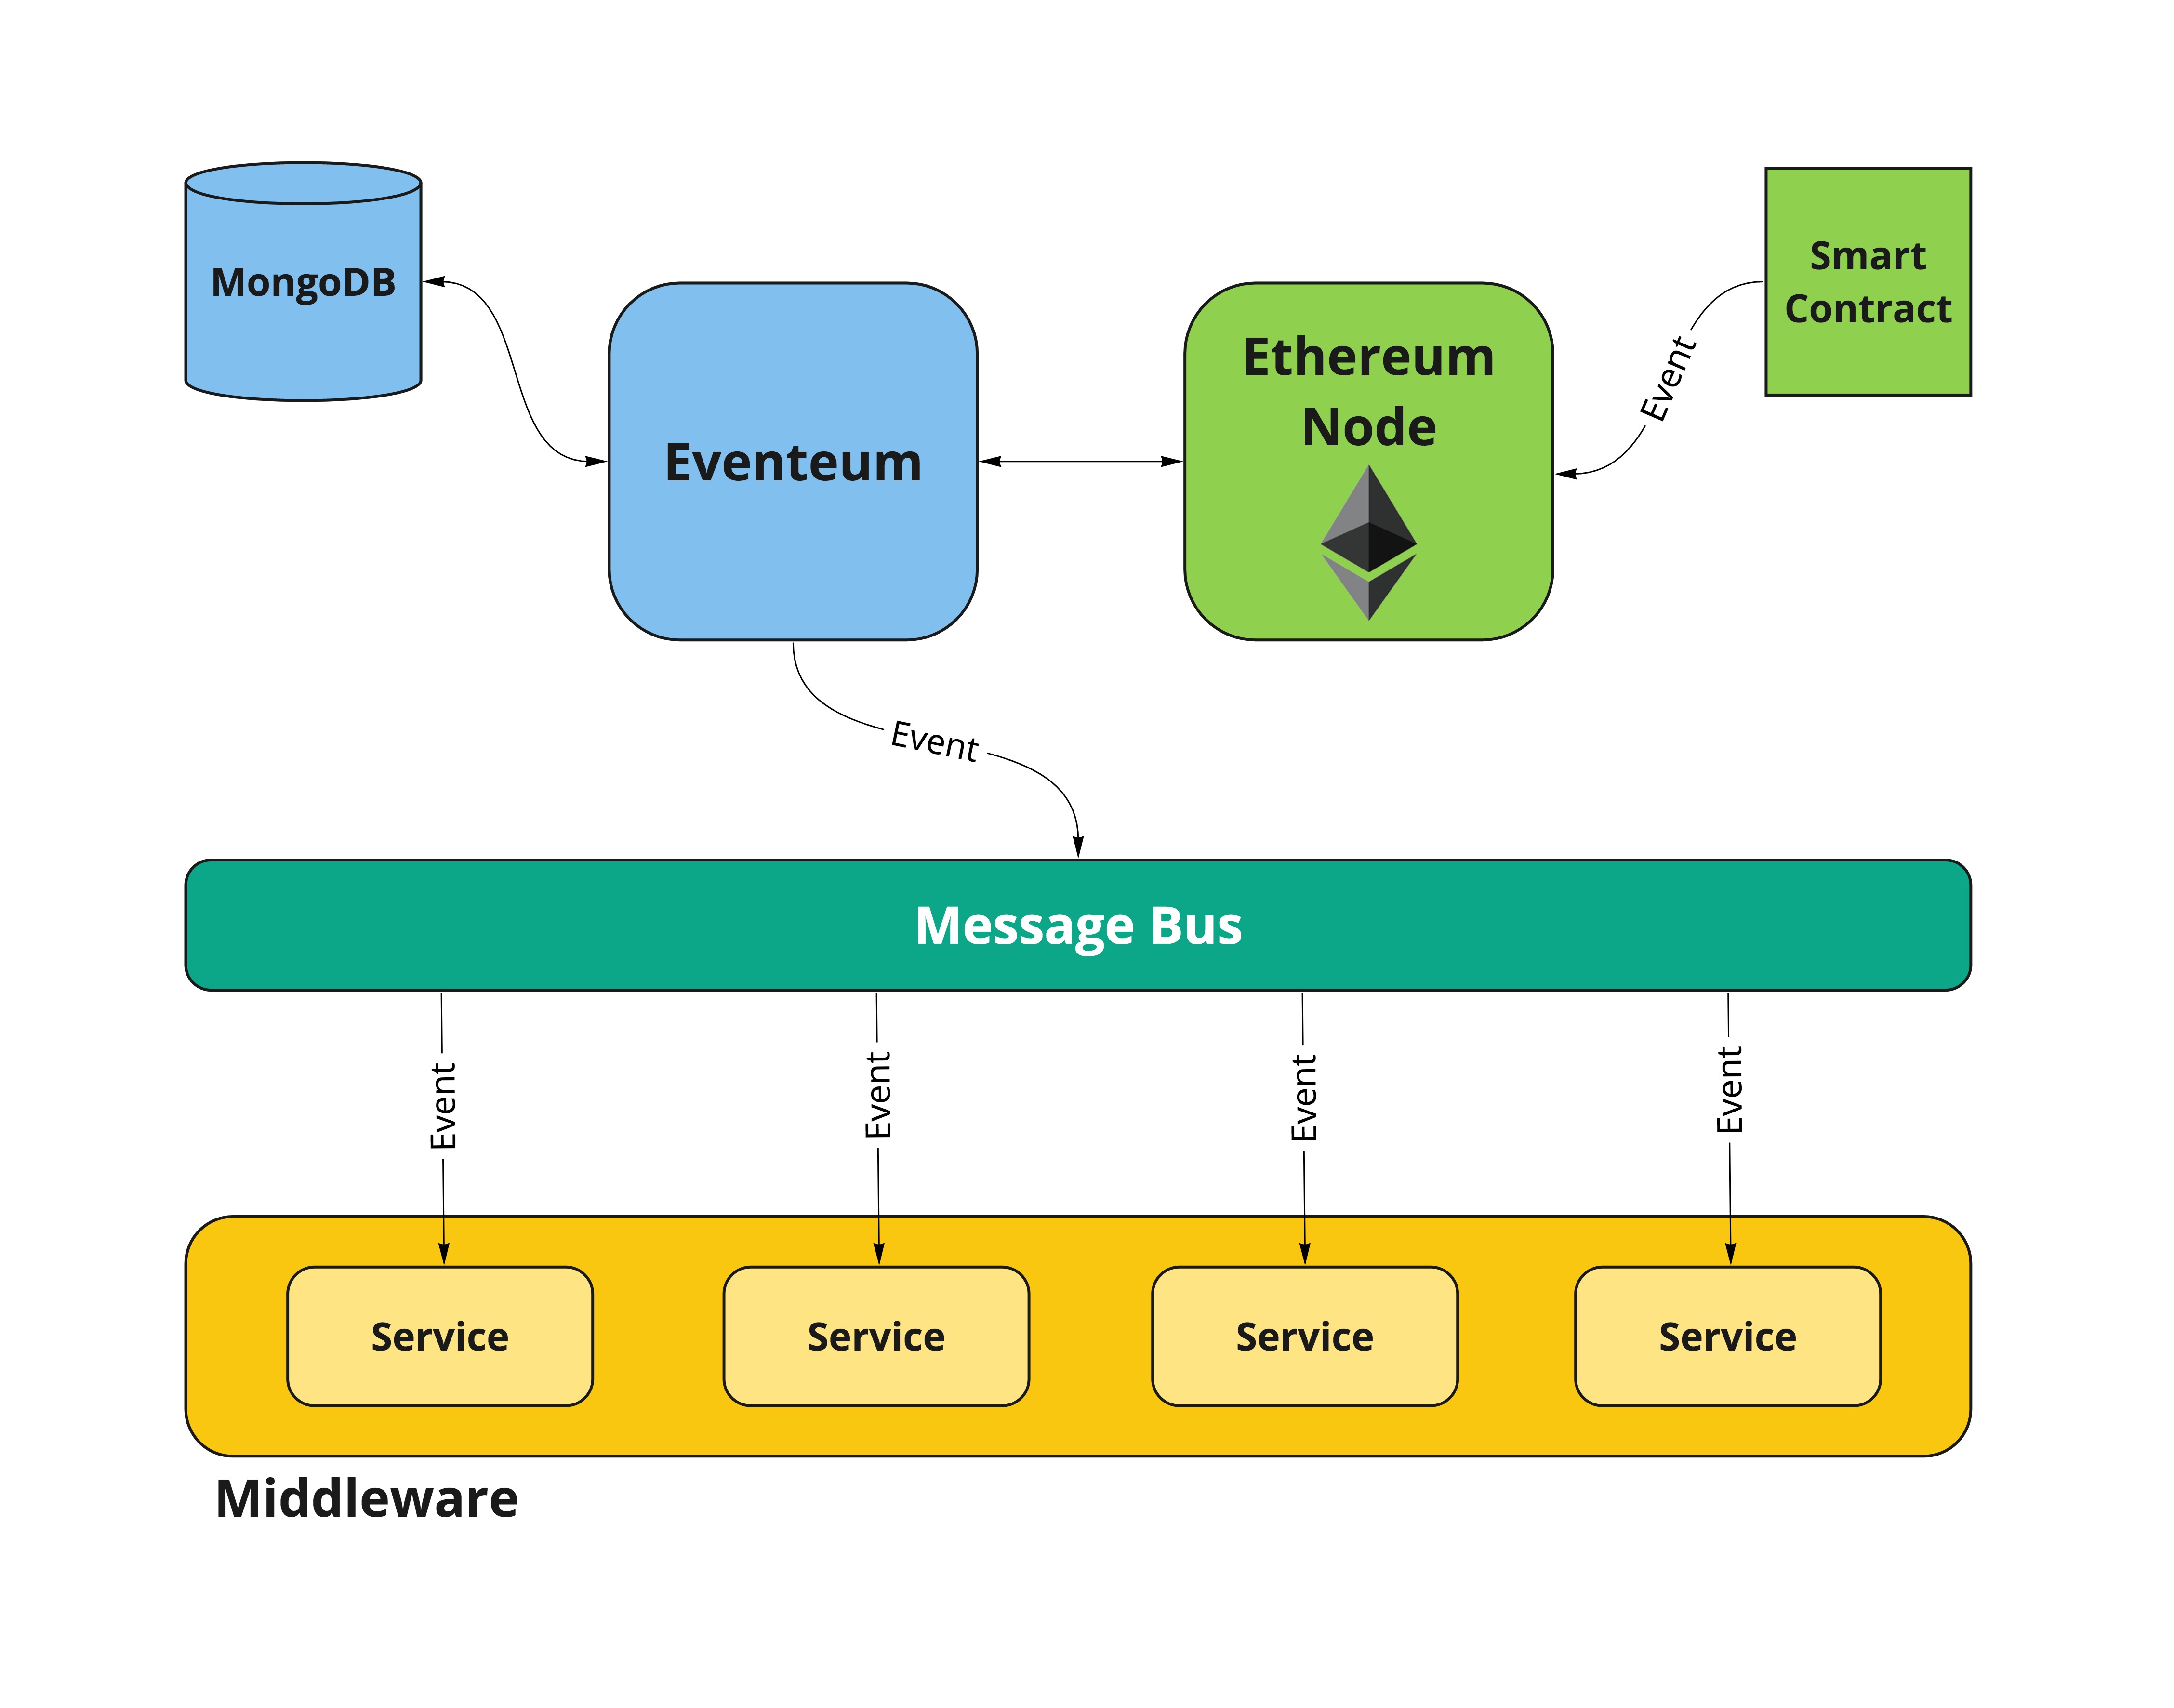 MongoDB
Smart
Contract
Ethereum
Node
Eventeum
Event
Event
Message Bus
Event
Event
Event
Event
Service
Service
Service
Service
Middleware